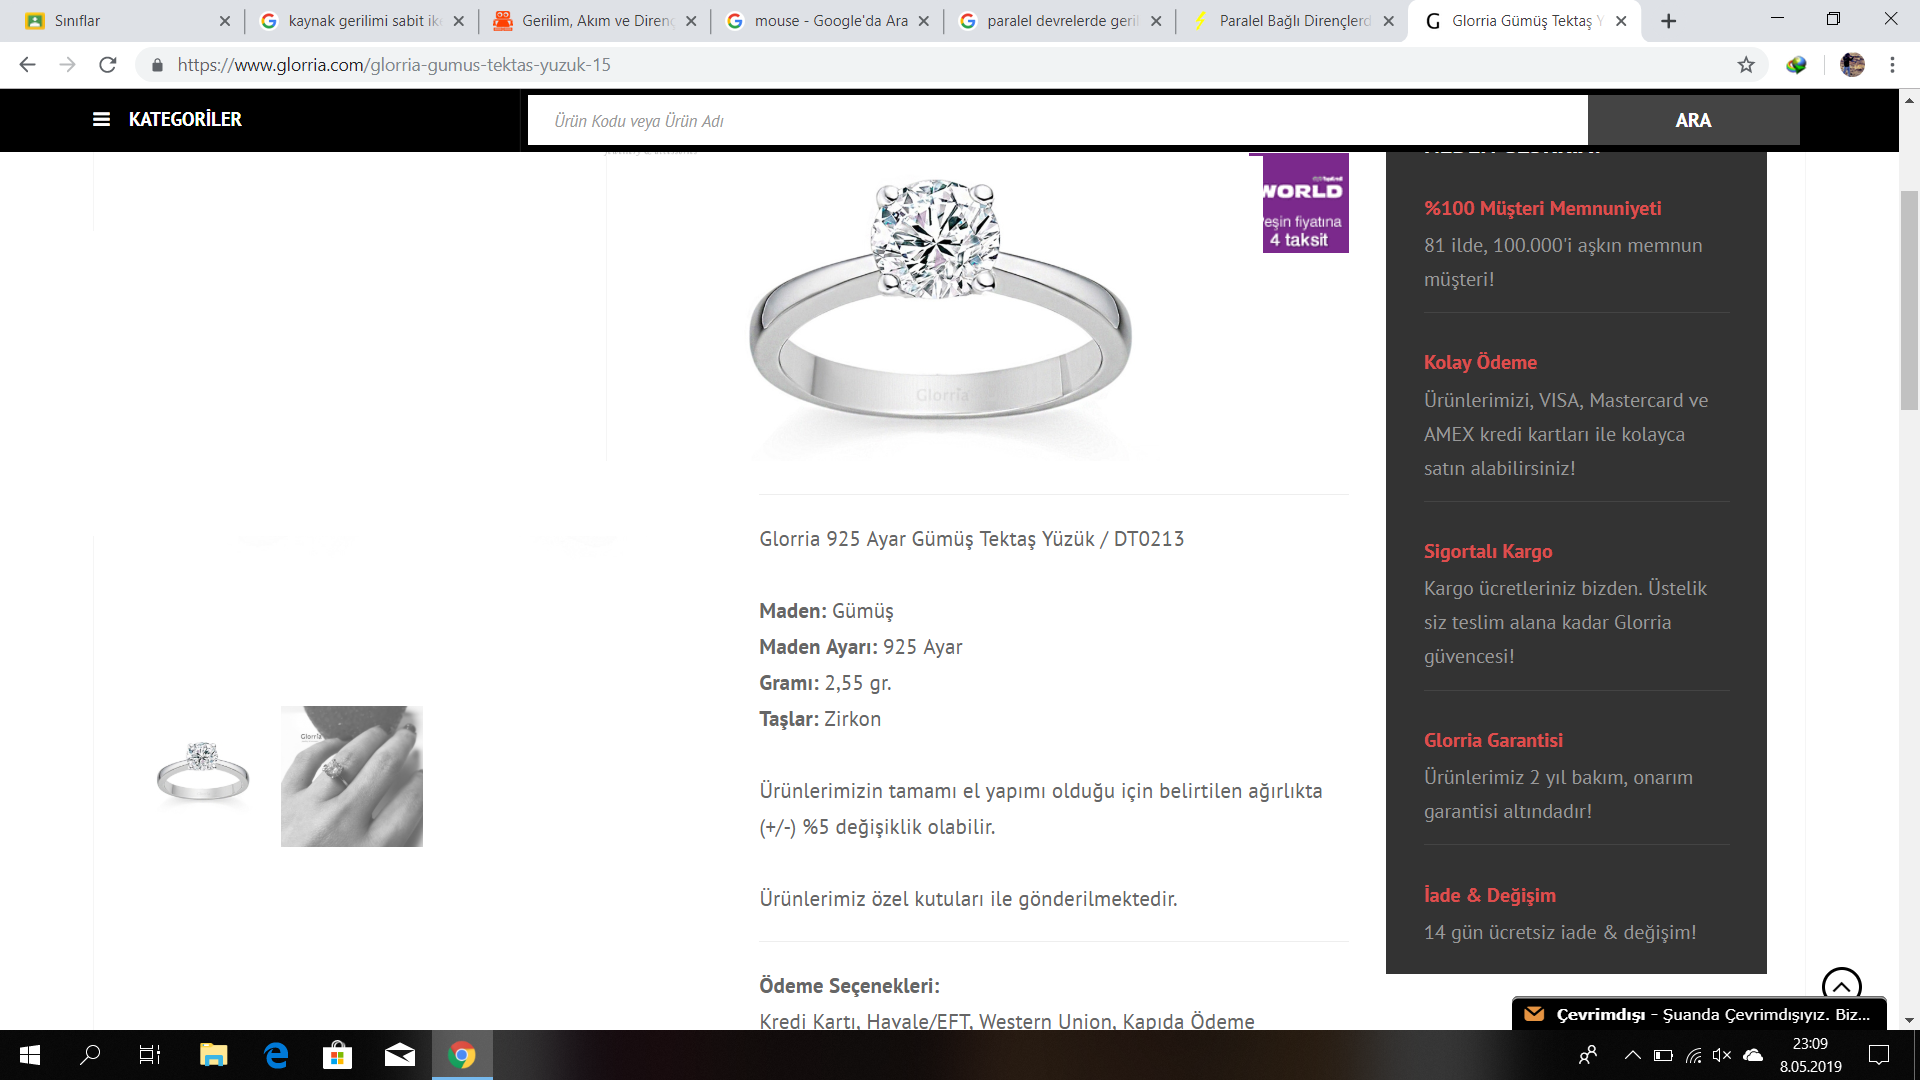 Sınıflar
kaynak gerilimi sabit ike
Gerilim, Akım ve Direnç
mouse - Google'da Ara
paralel devrelerde geril
Paralel Bağlı Dirençlerd
Glorria Gümüş Tektaş Y
https://www.glorria.com/glorria-gumus-tektas-yuzuk-15
KATEGORİLER
Ürün Kodu veya Ürün Adı
ARA
WORLD
eşin fiyatına
4 taksit
Glorria
Glorria 925 Ayar Gümüş Tektaş Yüzük / DT0213
Maden: Gümüş
Maden Ayarı: 925 Ayar
Gramı: 2,55 gr.
Taşlar: Zirkon
Ürünlerimizin tamamı el yapımı olduğu için belirtilen ağırlıkta
(+/-) %5 değişiklik olabilir.
Ürünlerimiz özel kutuları ile gönderilmektedir.
Ödeme Seçenekleri:
Kredi Kartı, Havale/EFT, Western Union, Kapıda Ödeme
Glorria
%100 Müşteri Memnuniyeti
81 ilde, 100.000'i aşkın memnun
müşteri!
Kolay Ödeme
Ürünlerimizi, VISA, Mastercard ve
AMEX kredi kartları ile kolayca
satın alabilirsiniz!
Sigortalı Kargo
Kargo ücretleriniz bizden. Üstelik
siz teslim alana kadar Glorria
güvencesi!
Glorria Garantisi
Ürünlerimiz 2 yıl bakım, onarım
garantisi altındadır!
İade & Değişim
14 gün ücretsiz iade & değişim!
Çevrimdışı - Şuanda Çevrimdışıyız. Biz...
23:09
8.05.2019